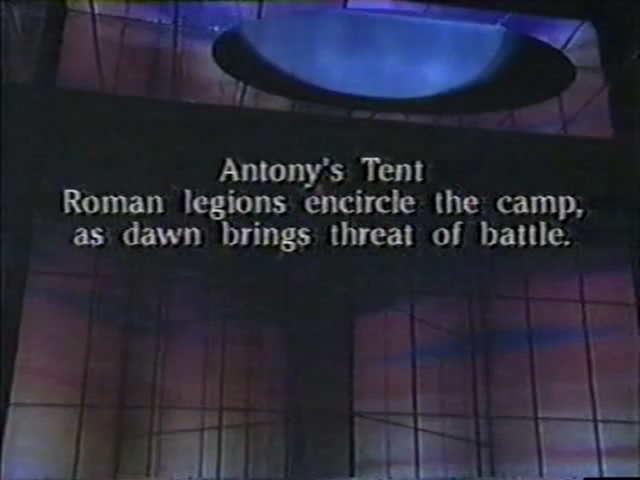 Antony's Tent
Roman legions encircle the camp,
as dawn brings threat of battle.